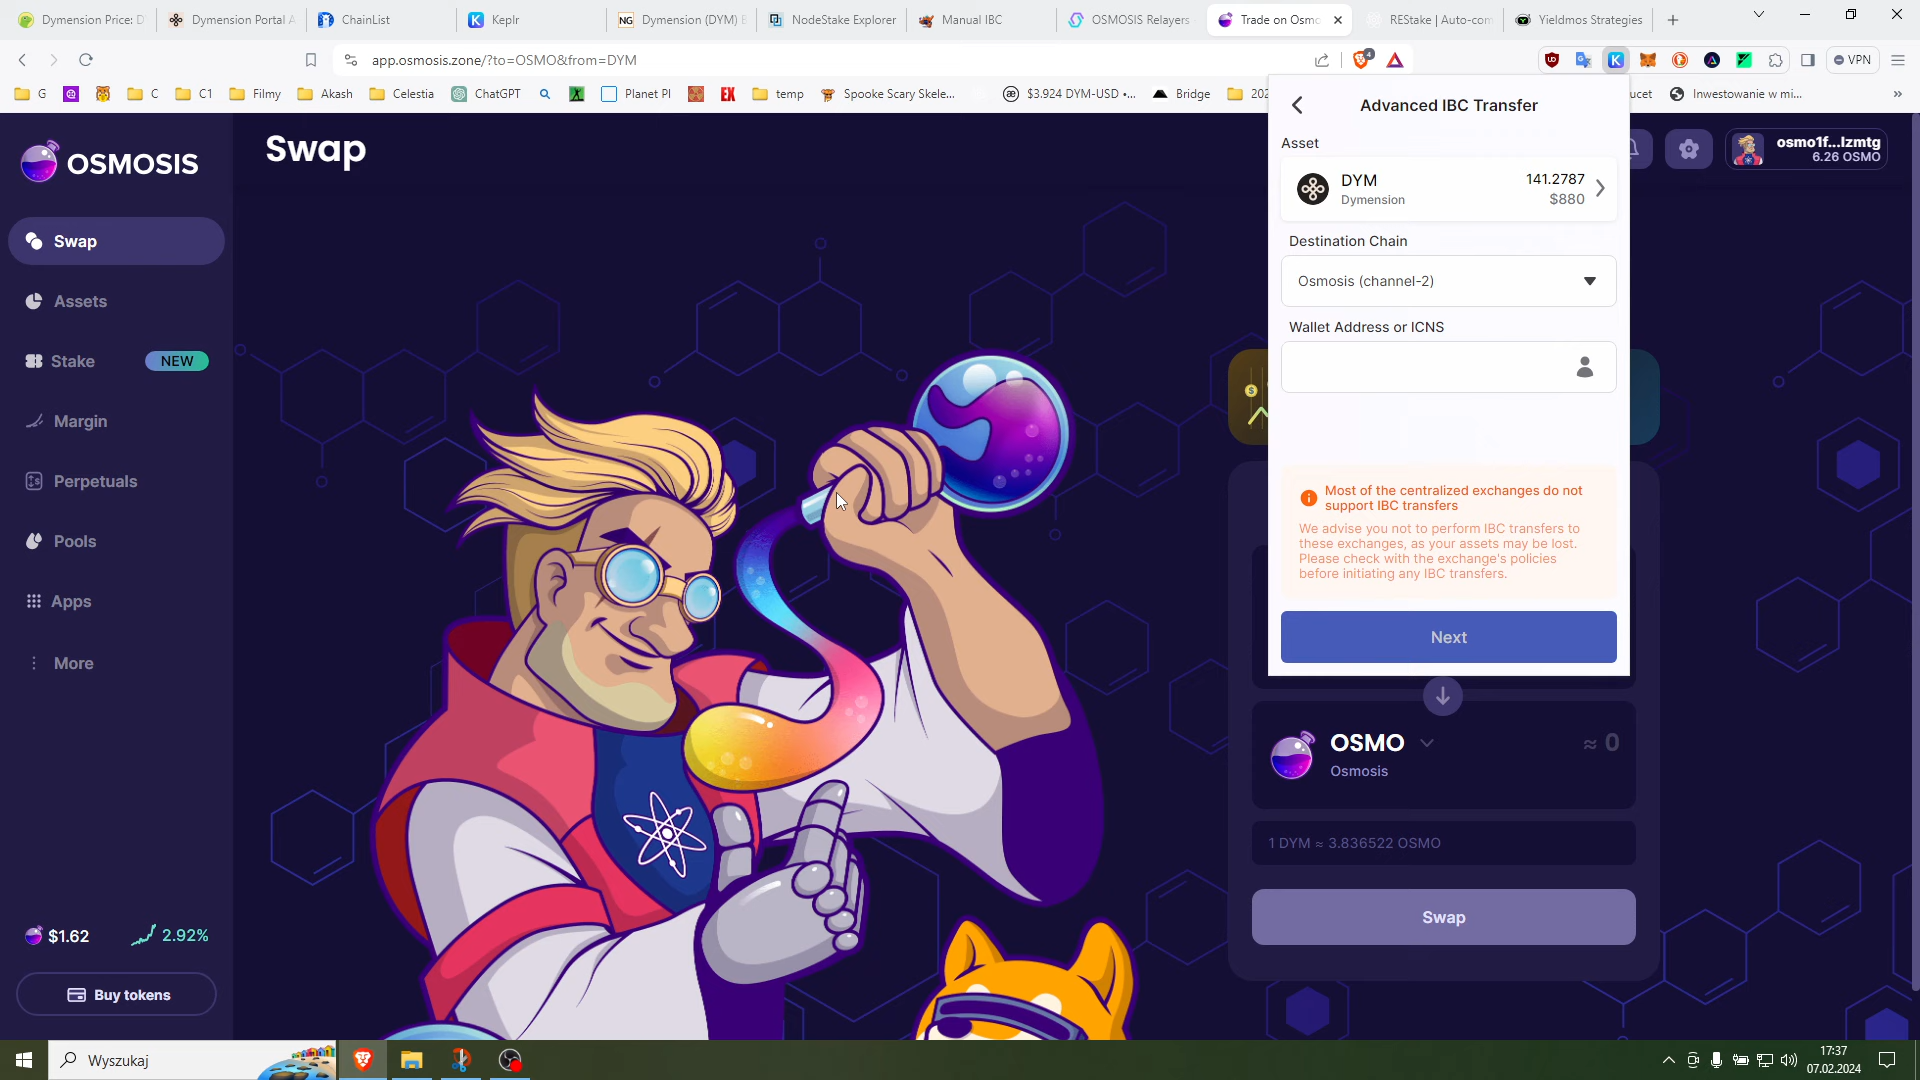 Dymension Price: D
Dymension Portal A
ChainList
Keplr
Dymension (DYM) E
NodeStake Explorer
Manual IBC
OSMOSIS Relayers
Trade on Osmo
REStake | Auto-com
Yieldmos Strategies
app.osmosis.zone/?to=OSMO&from=DYM
4
VPN
G
C
C1
Filmy
Akash
Celestia
ChatGPT
Planet PI
EX
temp
Spooke Scary Skele...
$3.924 DYM-USD •...
Bridge
202
ucet
Inwestowanie w mi...
OSMOSIS
Swap
Swap
Assets
Stake
NEW
Margin
Perpetuals
Pools
Apps
More
$1.62
2.92%
Buy tokens
osmo1f...lzmtg
6.26 OSMO
Advanced IBC Transfer
Asset
DYM
Dymension
141.2787
$880
Destination Chain
Osmosis (channel-2)
Wallet Address or ICNS
Most of the centralized exchanges do not
support IBC transfers
We advise you not to perform IBC transfers to
these exchanges, as your assets may be lost.
Please check with the exchange's policies
before initiating any IBC transfers.
Next
OSMO
Osmosis
≈ 0
1 DYM ≈ 3.836522 OSMO
Swap
Wyszukaj
17:37
07.02.2024